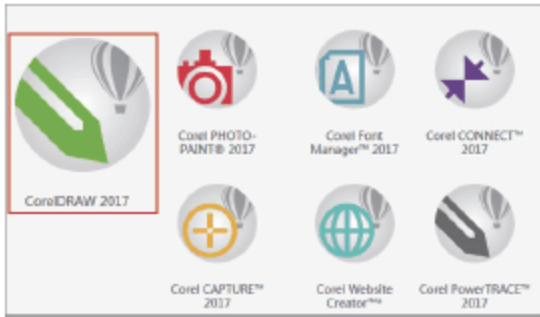 CorelDRAW 2017
Corel PHOTO-
PAINT® 2017
Corel Font
Manager™ 2017
Corel CONNECT™
2017
Corel CAPTURE™
2017
Corel Website
Creator™*
Corel PowerTRACE™
2017